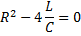 R² − 4 L/C = 0